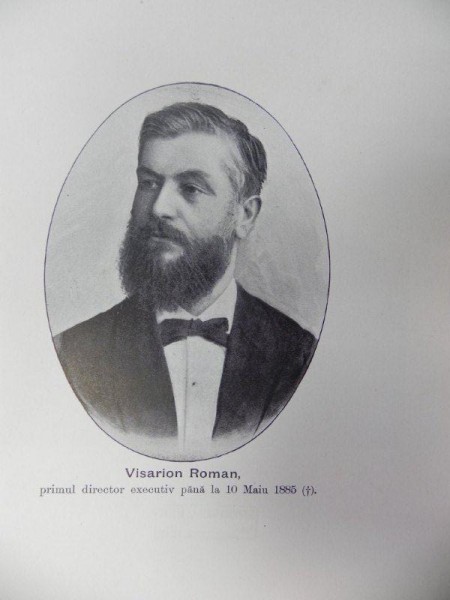 Visarion Roman,
primul director executiv până la 10 Maiu 1885 (†).